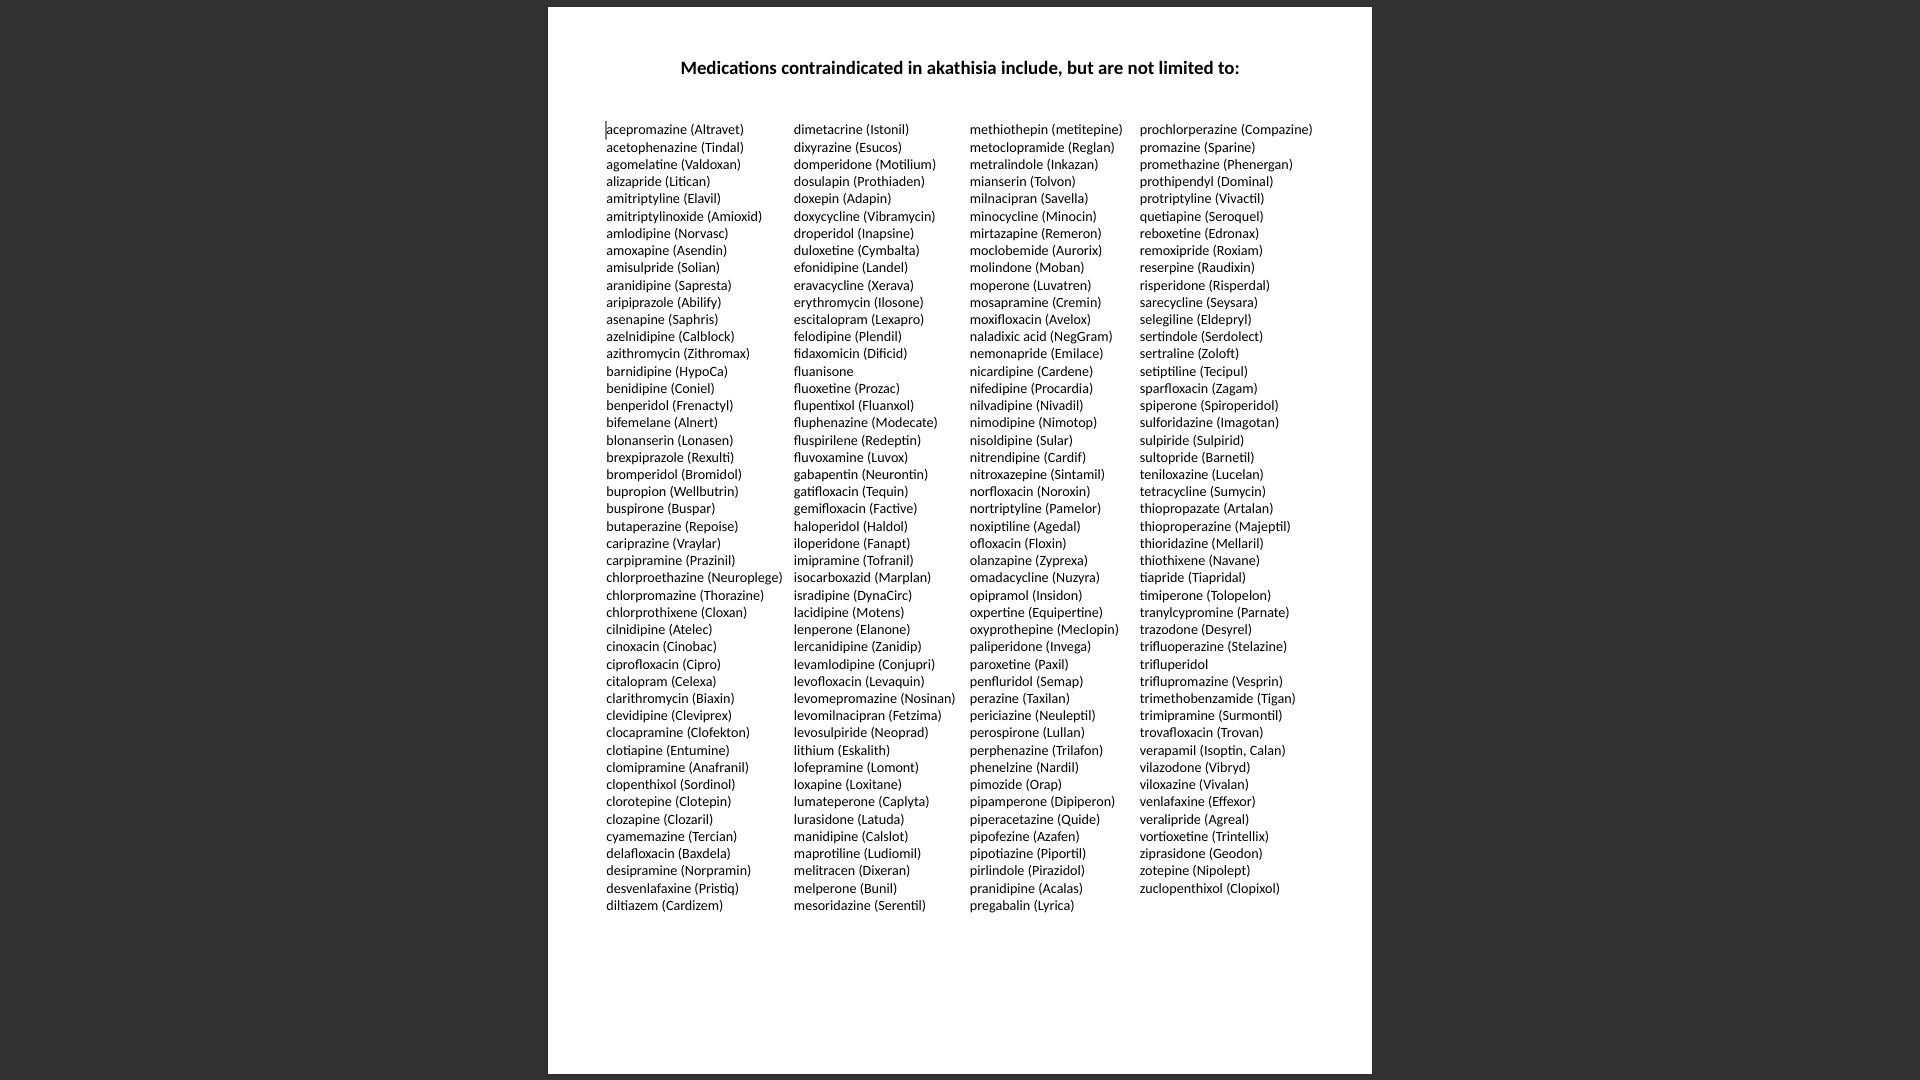 Medications contraindicated in akathisia include, but are not limited to:
acepromazine (Altravet)
acetophenazine (Tindal)
agomelatine (Valdoxan)
alizapride (Litican)
amitriptyline (Elavil)
amitriptylinoxide (Amioxid)
amlodipine (Norvasc)
amoxapine (Asendin)
amisulpride (Solian)
aranidipine (Sapresta)
aripiprazole (Abilify)
asenapine (Saphris)
azelnidipine (Calblock)
azithromycin (Zithromax)
barnidipine (HypoCa)
benidipine (Coniel)
benperidol (Frenactyl)
bifemelane (Alnert)
blonanserin (Lonasen)
brexpiprazole (Rexulti)
bromperidol (Bromidol)
bupropion (Wellbutrin)
buspirone (Buspar)
butaperazine (Repoise)
cariprazine (Vraylar)
carpipramine (Prazinil)
chlorproethazine (Neuroplege)
chlorpromazine (Thorazine)
chlorprothixene (Cloxan)
cilnidipine (Atelec)
cinoxacin (Cinobac)
ciprofloxacin (Cipro)
citalopram (Celexa)
clarithromycin (Biaxin)
clevidipine (Cleviprex)
clocapramine (Clofekton)
clotiapine (Entumine)
clomipramine (Anafranil)
clopenthixol (Sordinol)
clorotepine (Clotepin)
clozapine (Clozaril)
cyamemazine (Tercian)
delafloxacin (Baxdela)
desipramine (Norpramin)
desvenlafaxine (Pristiq)
diltiazem (Cardizem)
dimetacrine (Istonil)
dixyrazine (Esucos)
domperidone (Motilium)
dosulapin (Prothiaden)
doxepin (Adapin)
doxycycline (Vibramycin)
droperidol (Inapsine)
duloxetine (Cymbalta)
efonidipine (Landel)
eravacycline (Xerava)
erythromycin (Ilosone)
escitalopram (Lexapro)
felodipine (Plendil)
fidaxomicin (Dificid)
fluanisone
fluoxetine (Prozac)
flupentixol (Fluanxol)
fluphenazine (Modecate)
fluspirilene (Redeptin)
fluvoxamine (Luvox)
gabapentin (Neurontin)
gatifloxacin (Tequin)
gemifloxacin (Factive)
haloperidol (Haldol)
iloperidone (Fanapt)
imipramine (Tofranil)
isocarboxazid (Marplan)
isradipine (DynaCirc)
lacidipine (Motens)
lenperone (Elanone)
lercanidipine (Zanidip)
levamlodipine (Conjupri)
levofloxacin (Levaquin)
levomepromazine (Nosinan)
levomilnacipran (Fetzima)
levosulpiride (Neoprad)
lithium (Eskalith)
lofepramine (Lomont)
loxapine (Loxitane)
lumateperone (Caplyta)
lurasidone (Latuda)
manidipine (Calslot)
maprotiline (Ludiomil)
melitracen (Dixeran)
melperone (Bunil)
mesoridazine (Serentil)
methiothepin (metitepine)
metoclopramide (Reglan)
metralindole (Inkazan)
mianserin (Tolvon)
milnacipran (Savella)
minocycline (Minocin)
mirtazapine (Remeron)
moclobemide (Aurorix)
molindone (Moban)
moperone (Luvatren)
mosapramine (Cremin)
moxifloxacin (Avelox)
naladixic acid (NegGram)
nemonapride (Emilace)
nicardipine (Cardene)
nifedipine (Procardia)
nilvadipine (Nivadil)
nimodipine (Nimotop)
nisoldipine (Sular)
nitrendipine (Cardif)
nitroxazepine (Sintamil)
norfloxacin (Noroxin)
nortriptyline (Pamelor)
noxiptiline (Agedal)
ofloxacin (Floxin)
olanzapine (Zyprexa)
omadacycline (Nuzyra)
opipramol (Insidon)
oxpertine (Equipertine)
oxyprothepine (Meclopin)
paliperidone (Invega)
paroxetine (Paxil)
penfluridol (Semap)
perazine (Taxilan)
periciazine (Neuleptil)
perospirone (Lullan)
perphenazine (Trilafon)
phenelzine (Nardil)
pimozide (Orap)
pipamperone (Dipiperon)
piperacetazine (Quide)
pipofezine (Azafen)
pipotiazine (Piportil)
pirlindole (Pirazidol)
pranidipine (Acalas)
pregabalin (Lyrica)
prochlorperazine (Compazine)
promazine (Sparine)
promethazine (Phenergan)
prothipendyl (Dominal)
protriptyline (Vivactil)
quetiapine (Seroquel)
reboxetine (Edronax)
remoxipride (Roxiam)
reserpine (Raudixin)
risperidone (Risperdal)
sarecycline (Seysara)
selegiline (Eldepryl)
sertindole (Serdolect)
sertraline (Zoloft)
setiptiline (Tecipul)
sparfloxacin (Zagam)
spiperone (Spiroperidol)
sulforidazine (Imagotan)
sulpiride (Sulpirid)
sultopride (Barnetil)
teniloxazine (Lucelan)
tetracycline (Sumycin)
thiopropazate (Artalan)
thioproperazine (Majeptil)
thioridazine (Mellaril)
thiothixene (Navane)
tiapride (Tiapridal)
timiperone (Tolopelon)
tranylcypromine (Parnate)
trazodone (Desyrel)
trifluoperazine (Stelazine)
trifluperidol
triflupromazine (Vesprin)
trimethobenzamide (Tigan)
trimipramine (Surmontil)
trovafloxacin (Trovan)
verapamil (Isoptin, Calan)
vilazodone (Vibryd)
viloxazine (Vivalan)
venlafaxine (Effexor)
veralipride (Agreal)
vortioxetine (Trintellix)
ziprasidone (Geodon)
zotepine (Nipolept)
zuclopenthixol (Clopixol)